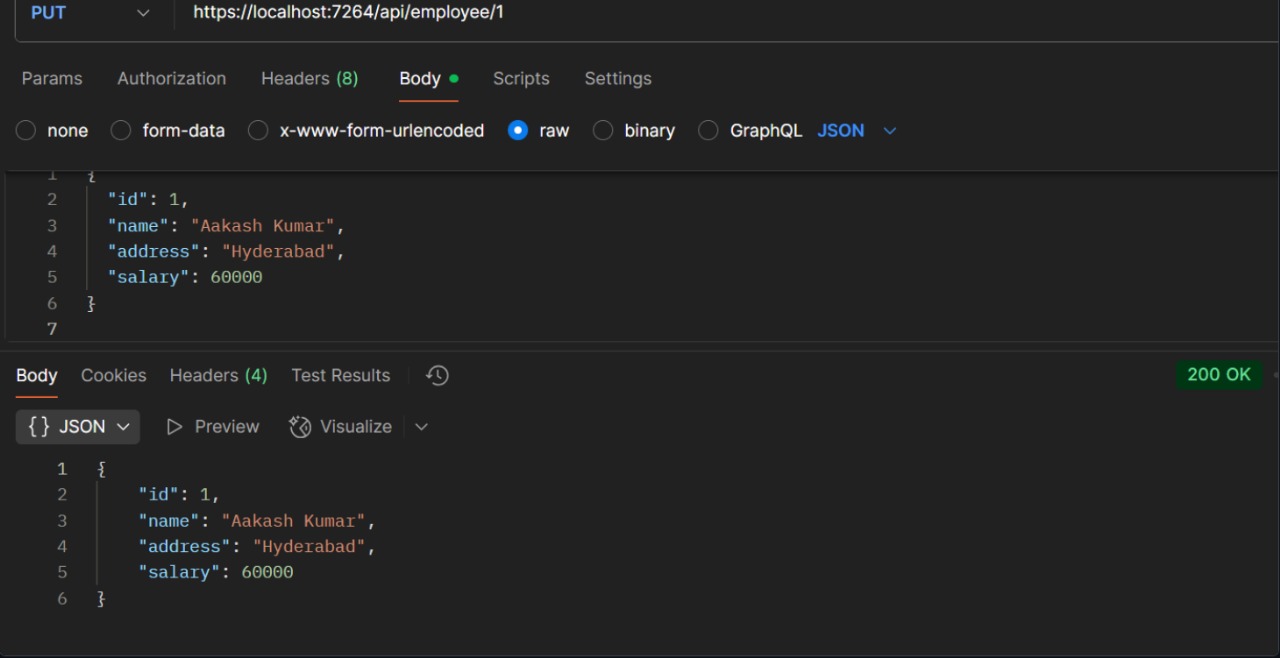 PUT https://localhost:7264/api/employee/1
Params Authorization Headers (8) Body Scripts Settings
none form-data x-www-form-urlencoded raw binary GraphQL JSON
1 {
2 "id": 1,
3 "name": "Aakash Kumar",
4 "address": "Hyderabad",
5 "salary": 60000
6 }
7
Body Cookies Headers (4) Test Results 200 OK
{} JSON Preview Visualize
1 {
2 "id": 1,
3 "name": "Aakash Kumar",
4 "address": "Hyderabad",
5 "salary": 60000
6 }